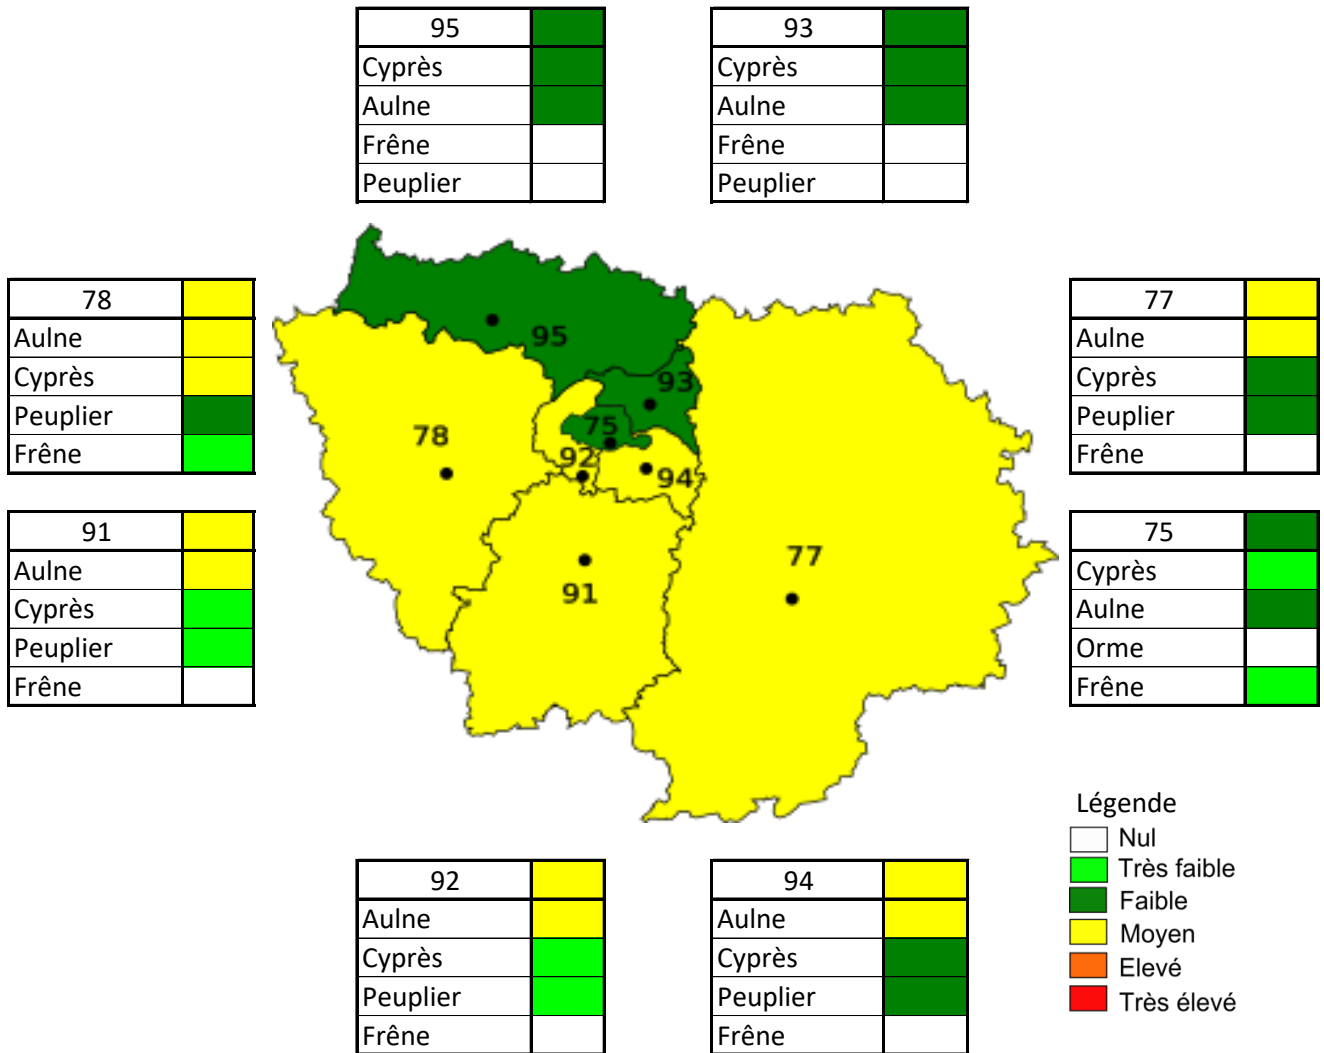 95
Cyprès
Aulne
Frêne
Peuplier
93
Cyprès
Aulne
Frêne
Peuplier
78
Aulne
Cyprès
Peuplier
Frêne
77
Aulne
Cyprès
Peuplier
Frêne
95
93
75
78
92
94
77
91
91
Aulne
Cyprès
Peuplier
Frêne
75
Cyprès
Aulne
Orme
Frêne
92
Aulne
Cyprès
Peuplier
Frêne
94
Aulne
Cyprès
Peuplier
Frêne
Légende
Nul
Très faible
Faible
Moyen
Elevé
Très élevé